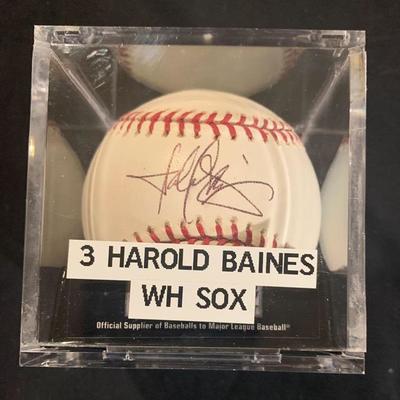 3 HAROLD BAINES
WH SOX
Official Supplier of Baseballs to Major League Baseball®